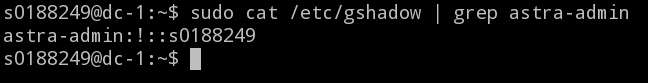 s0188249@dc-1:~$ sudo cat /etc/gshadow | grep astra-admin
astra-admin:!::s0188249
s0188249@dc-1:~$